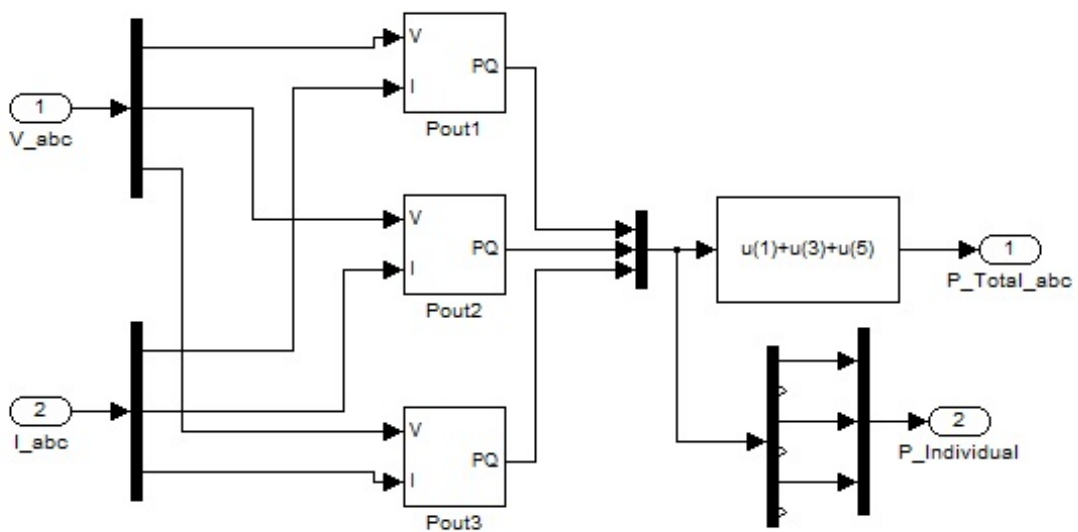 V
PQ
I
Pout1
1
V_abc
V
PQ
I
Pout2
u(1)+u(3)+u(5)
1
P_Total_abc
2
I_abc
V
PQ
I
Pout3
2
P_Individual